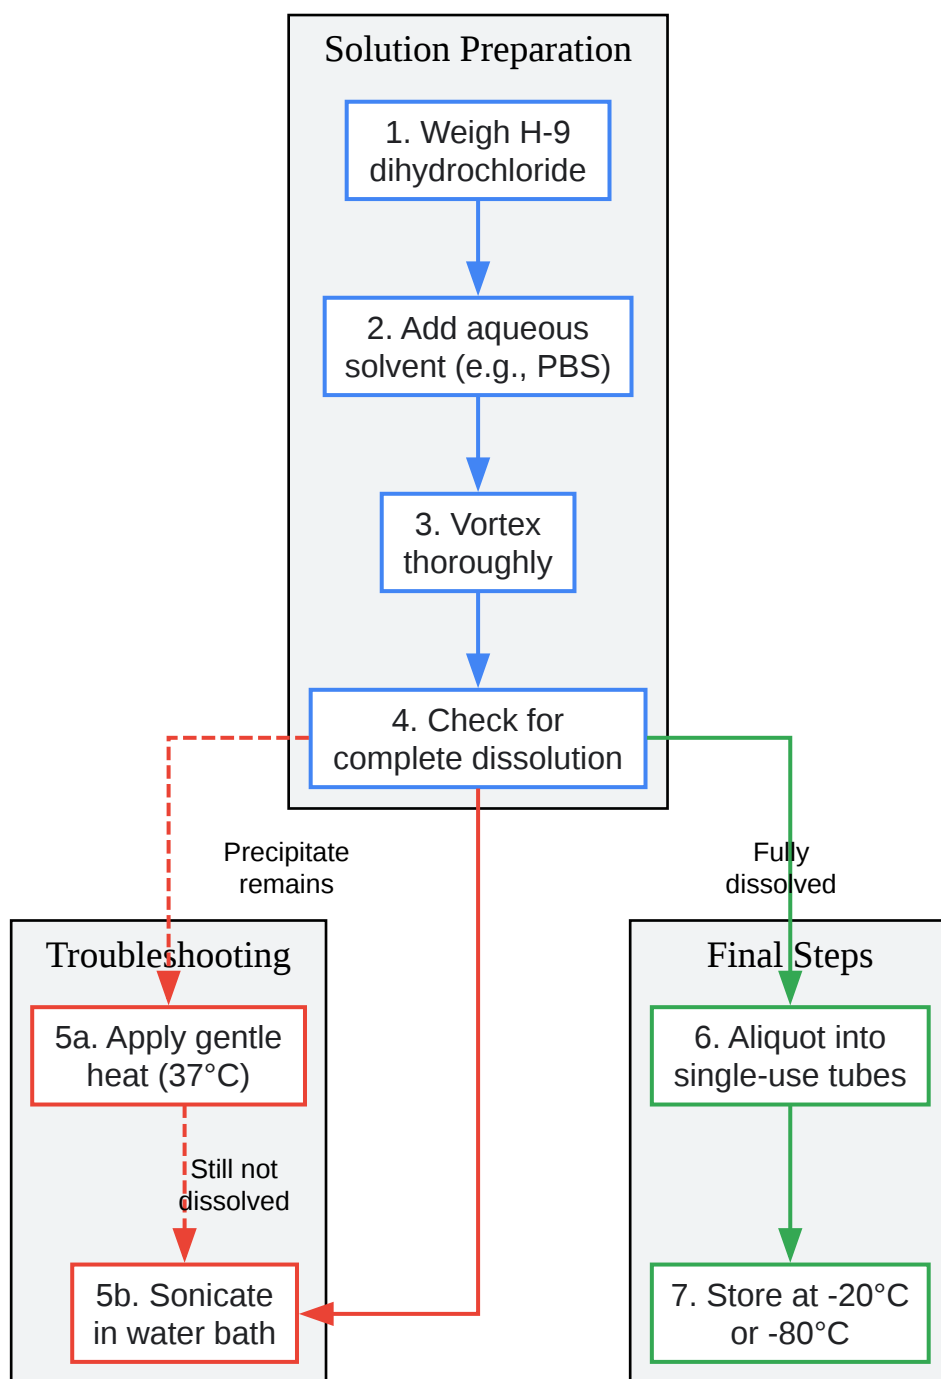 Solution Preparation
1. Weigh H-9
dihydrochloride
2. Add aqueous
solvent (e.g., PBS)
3. Vortex
thoroughly
4. Check for
complete dissolution
Precipitate
remains
Fully
dissolved
Troubleshooting
5a. Apply gentle
heat (37°C)
Still not
dissolved
5b. Sonicate
in water bath
Final Steps
6. Aliquot into
single-use tubes
7. Store at -20°C
or -80°C